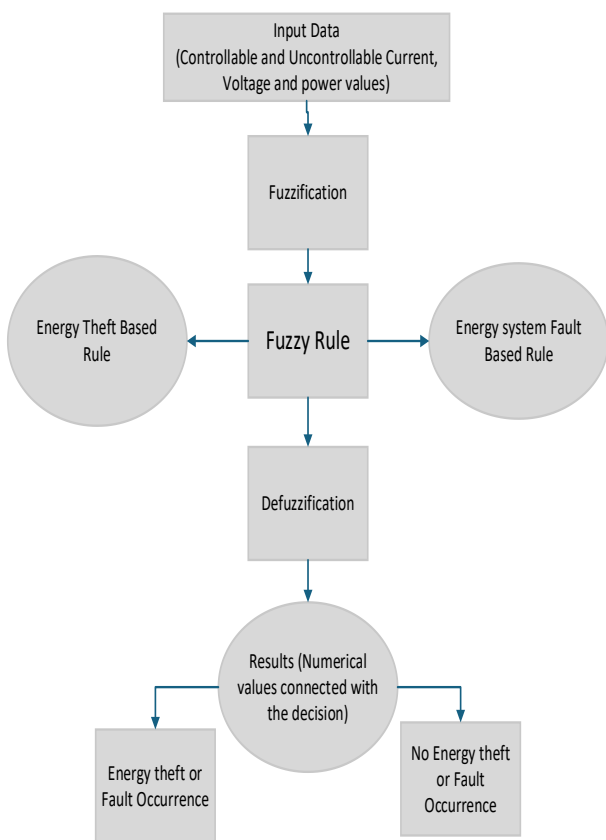 Input Data
(Controllable and Uncontrollable Current,
Voltage and power values)
Fuzzification
Energy Theft Based
Rule
Fuzzy Rule
Energy system Fault
Based Rule
Defuzzification
Results (Numerical
values connected with
the decision)
Energy theft or
Fault Occurrence
No Energy theft
or Fault
Occurrence